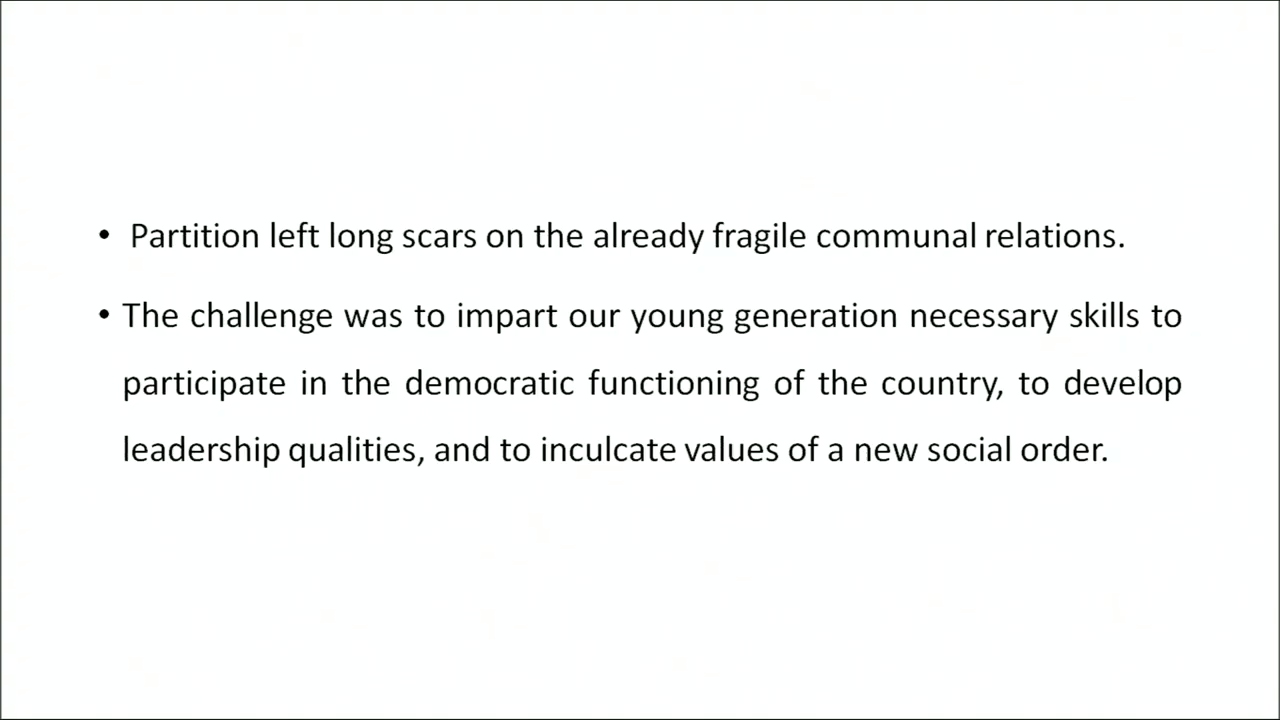 • Partition left long scars on the already fragile communal relations.
• The challenge was to impart our young generation necessary skills to
participate in the democratic functioning of the country, to develop
leadership qualities, and to inculcate values of a new social order.